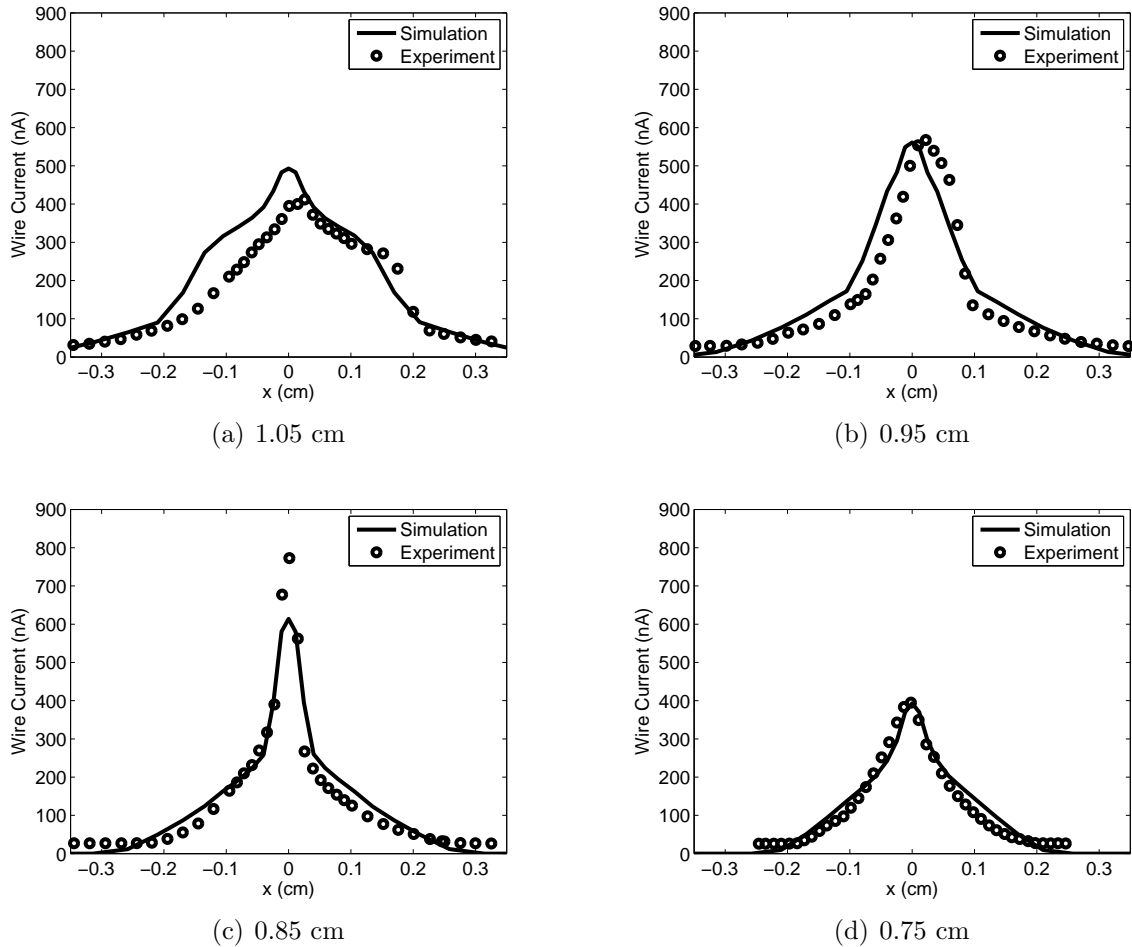 900
800
700
600
500
400
300
200
100
0
Wire Current (nA)
−0.3 −0.2 −0.1 0 0.1 0.2 0.3
x (cm)
Simulation
Experiment
(a) 1.05 cm
900
800
700
600
500
400
300
200
100
0
Wire Current (nA)
−0.3 −0.2 −0.1 0 0.1 0.2 0.3
x (cm)
Simulation
Experiment
(b) 0.95 cm
900
800
700
600
500
400
300
200
100
0
Wire Current (nA)
−0.3 −0.2 −0.1 0 0.1 0.2 0.3
x (cm)
Simulation
Experiment
(c) 0.85 cm
900
800
700
600
500
400
300
200
100
0
Wire Current (nA)
−0.3 −0.2 −0.1 0 0.1 0.2 0.3
x (cm)
Simulation
Experiment
(d) 0.75 cm